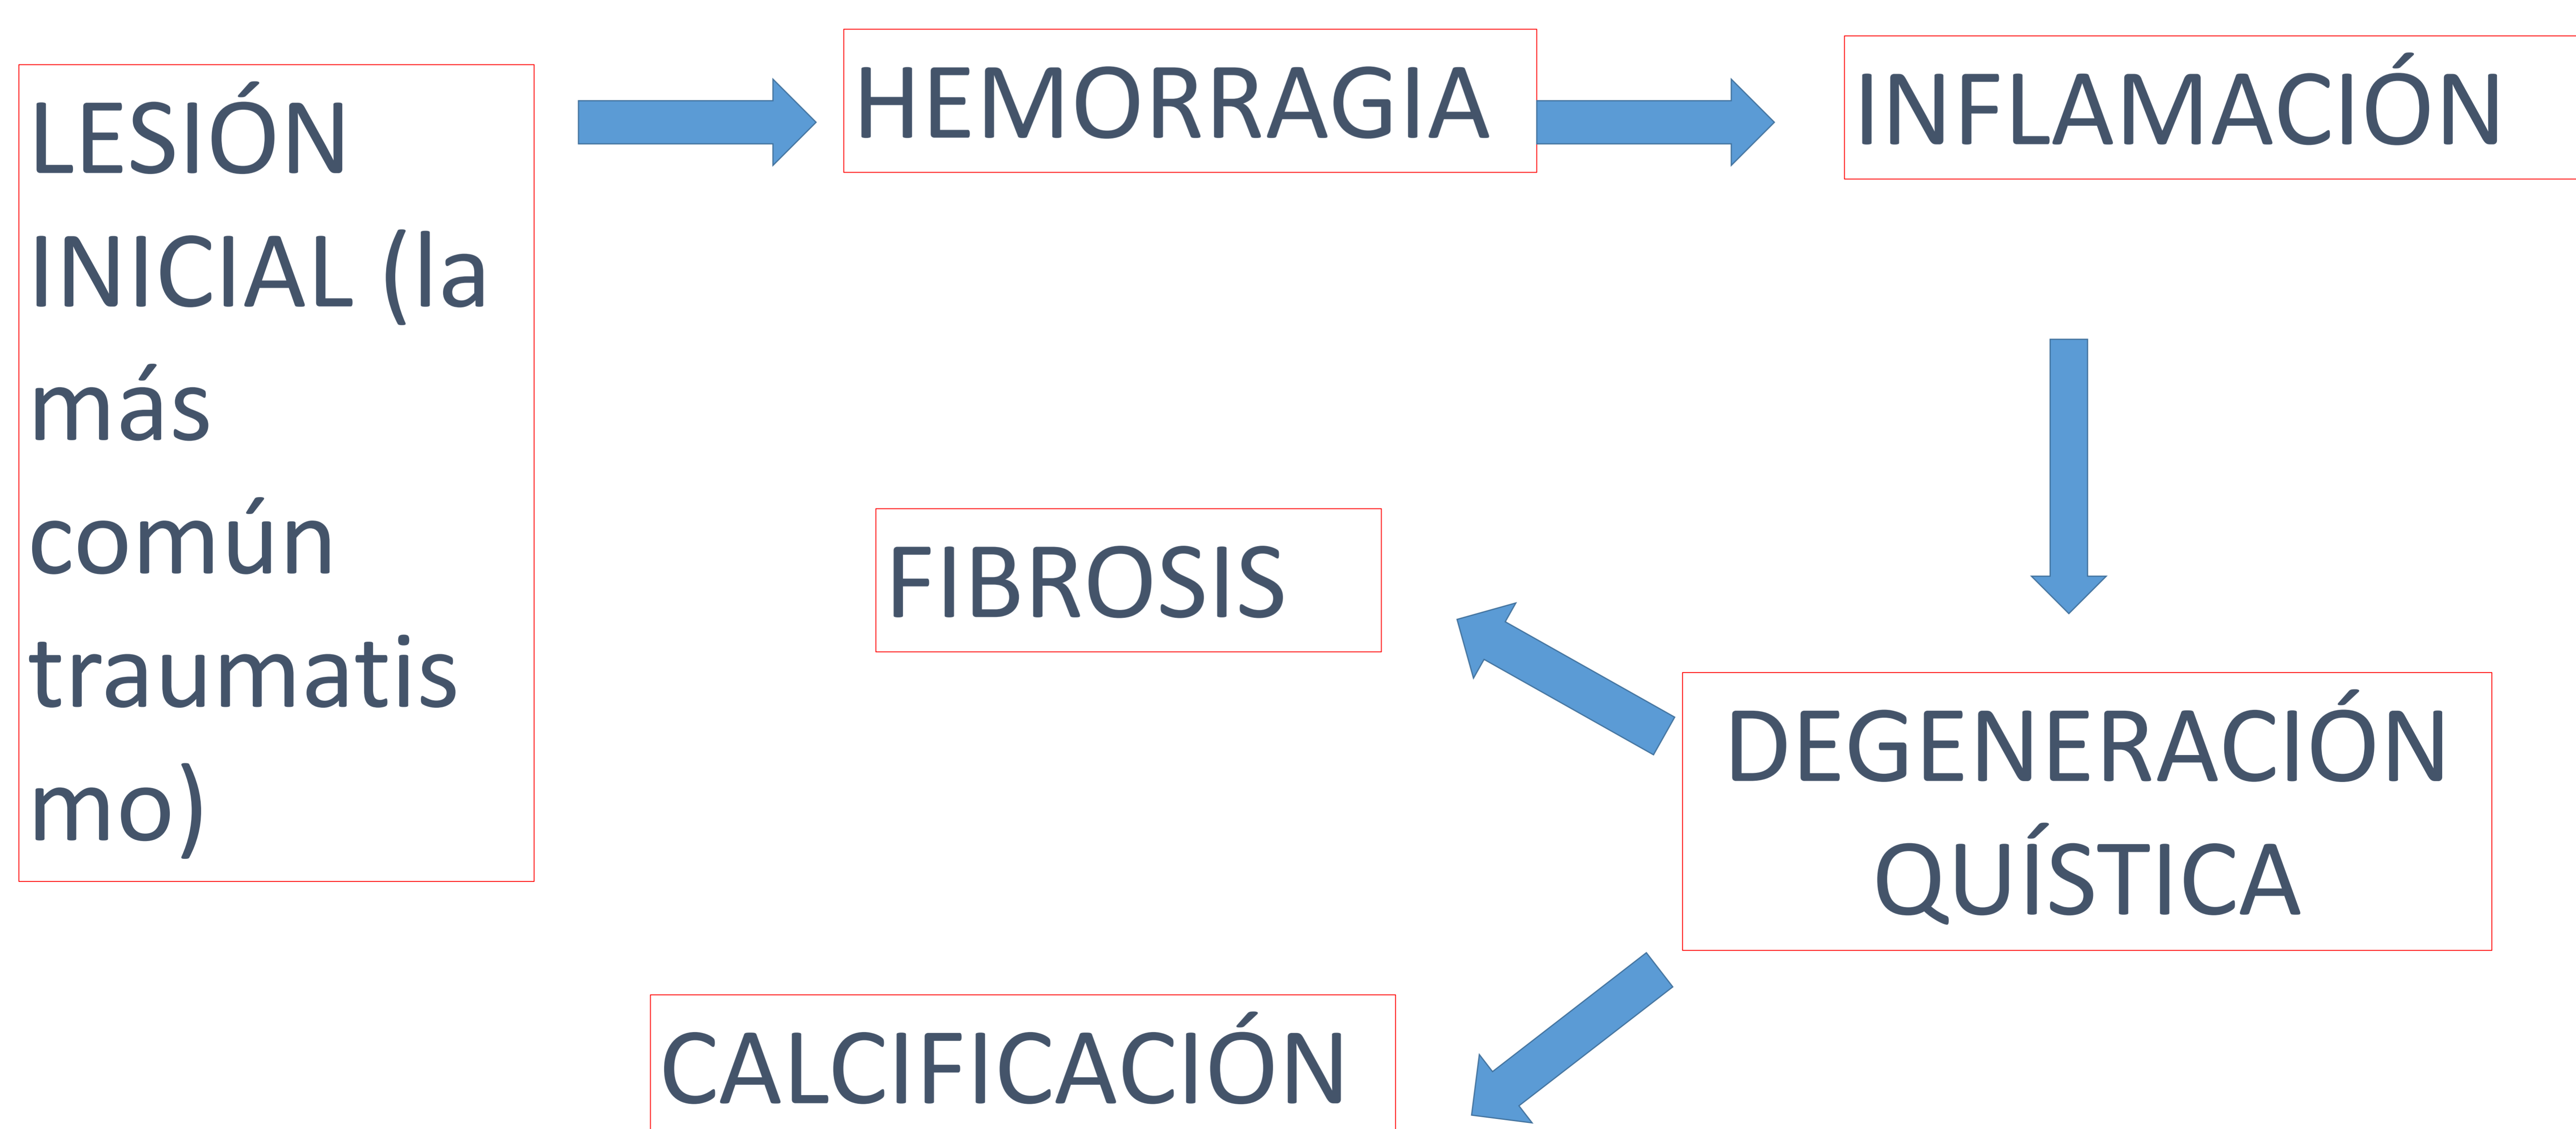 LESIÓN
INICIAL (la
más
común
traumatis
mo)
HEMORRAGIA
INFLAMACIÓN
DEGENERACIÓN
QUÍSTICA
FIBROSIS
CALCIFICACIÓN